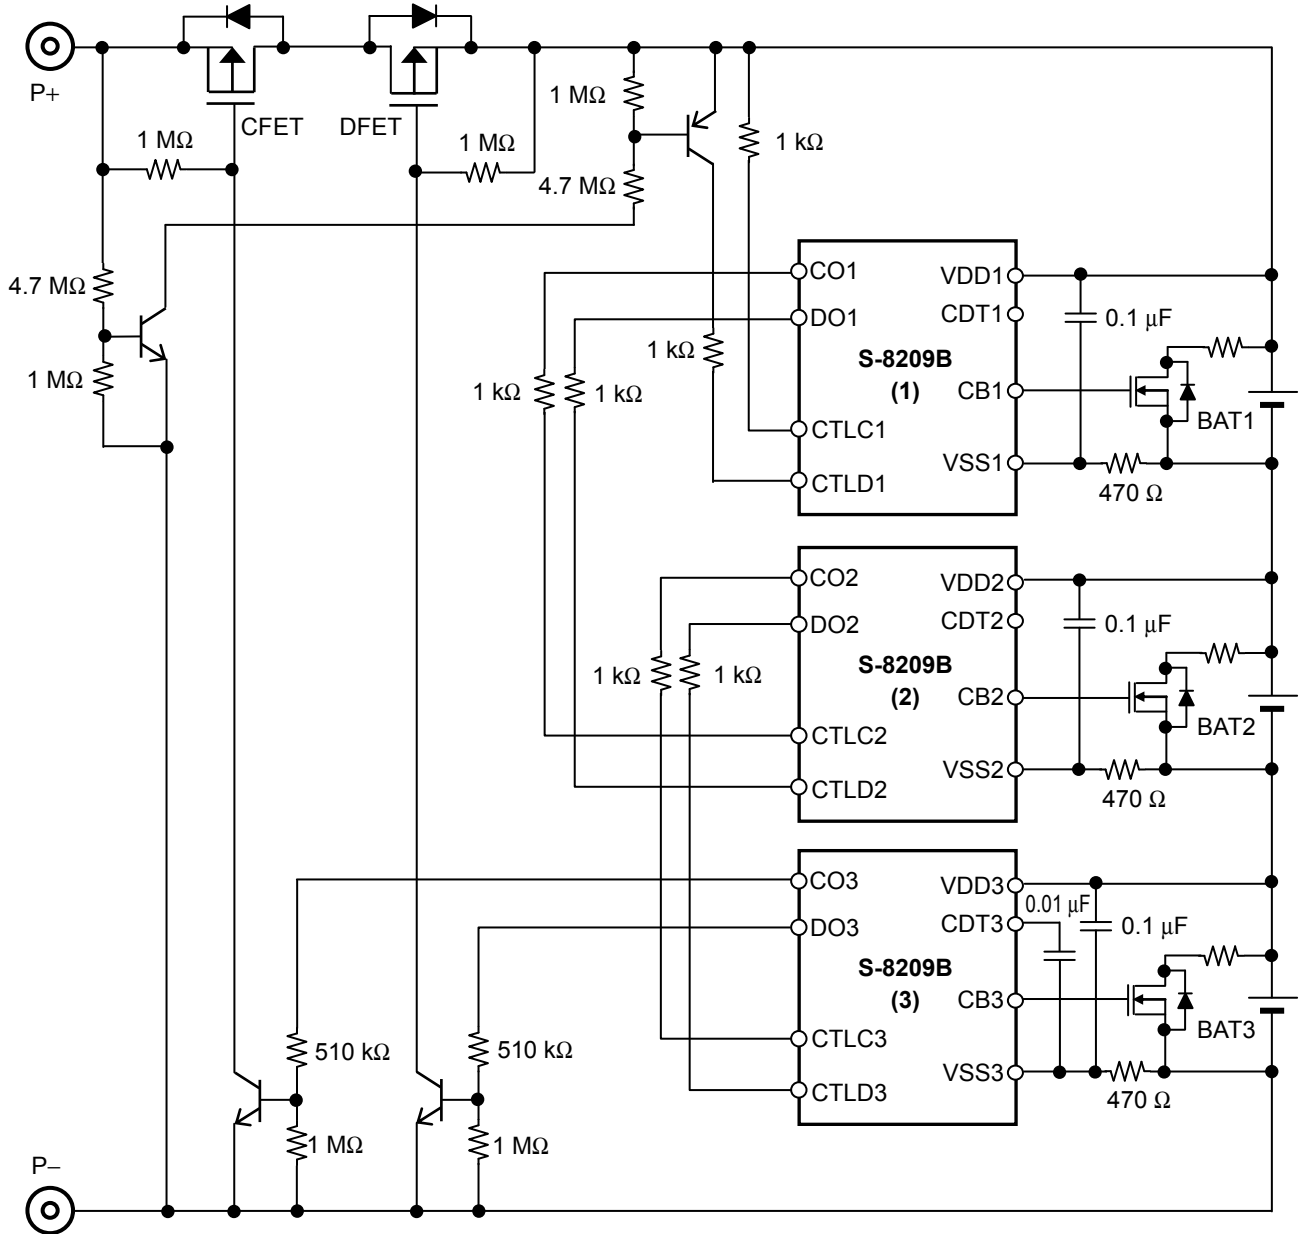 P+
CFET
DFET
1 MΩ
1 MΩ
1 MΩ
4.7 MΩ
1 kΩ
4.7 MΩ
1 MΩ
1 kΩ
1 kΩ
1 kΩ
CO1
DO1
S-8209B
(1)
CTLC1
CTLD1
VDD1
CDT1
CB1
VSS1
0.1 μF
BAT1
470 Ω
1 kΩ
1 kΩ
CO2
DO2
S-8209B
(2)
CTLC2
CTLD2
VDD2
CDT2
CB2
VSS2
0.1 μF
BAT2
470 Ω
CO3
DO3
S-8209B
(3)
CTLC3
CTLD3
VDD3
CDT3
CB3
VSS3
0.01 μF
0.1 μF
BAT3
470 Ω
510 kΩ
510 kΩ
1 MΩ
1 MΩ
P−